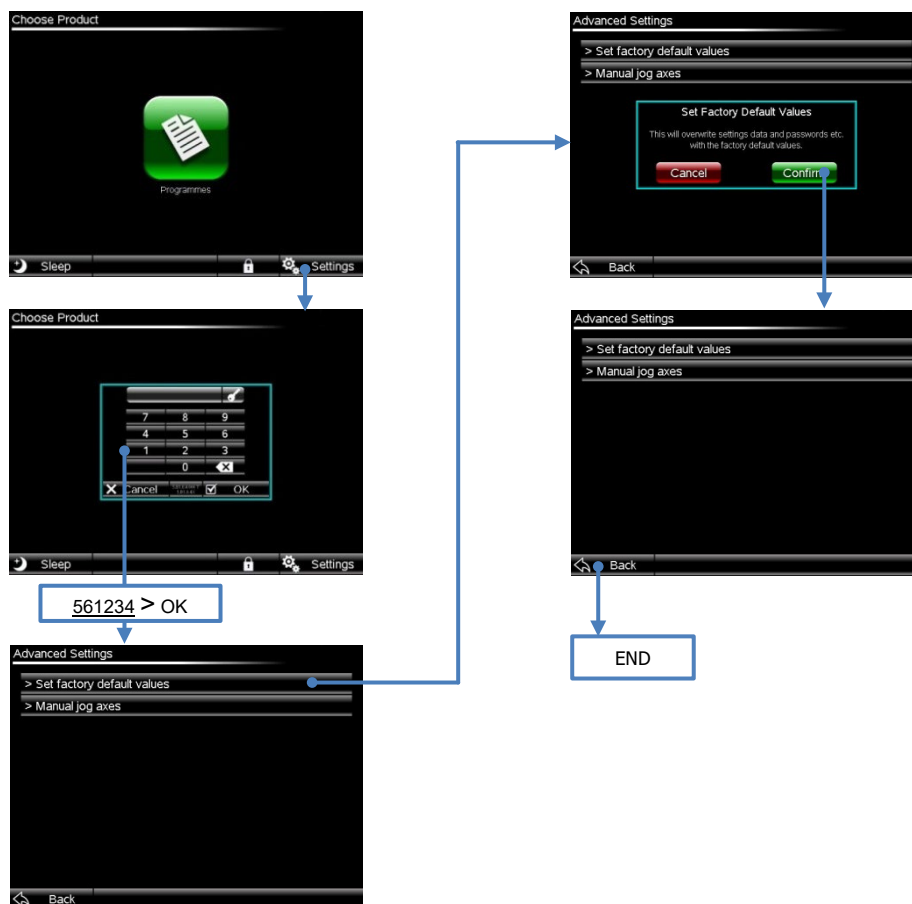 Choose Product
Programmes
Sleep
Settings
Choose Product
7 8 9
4 5 6
1 2 3
0
Cancel
OK
Sleep
Settings
561234 > OK
Advanced Settings
> Set factory default values
> Manual jog axes
Back
Advanced Settings
> Set factory default values
> Manual jog axes
Set Factory Default Values
This will overwrite settings data and passwords etc.
with the factory default values.
Cancel
Confirm
Back
Advanced Settings
> Set factory default values
> Manual jog axes
Back
END